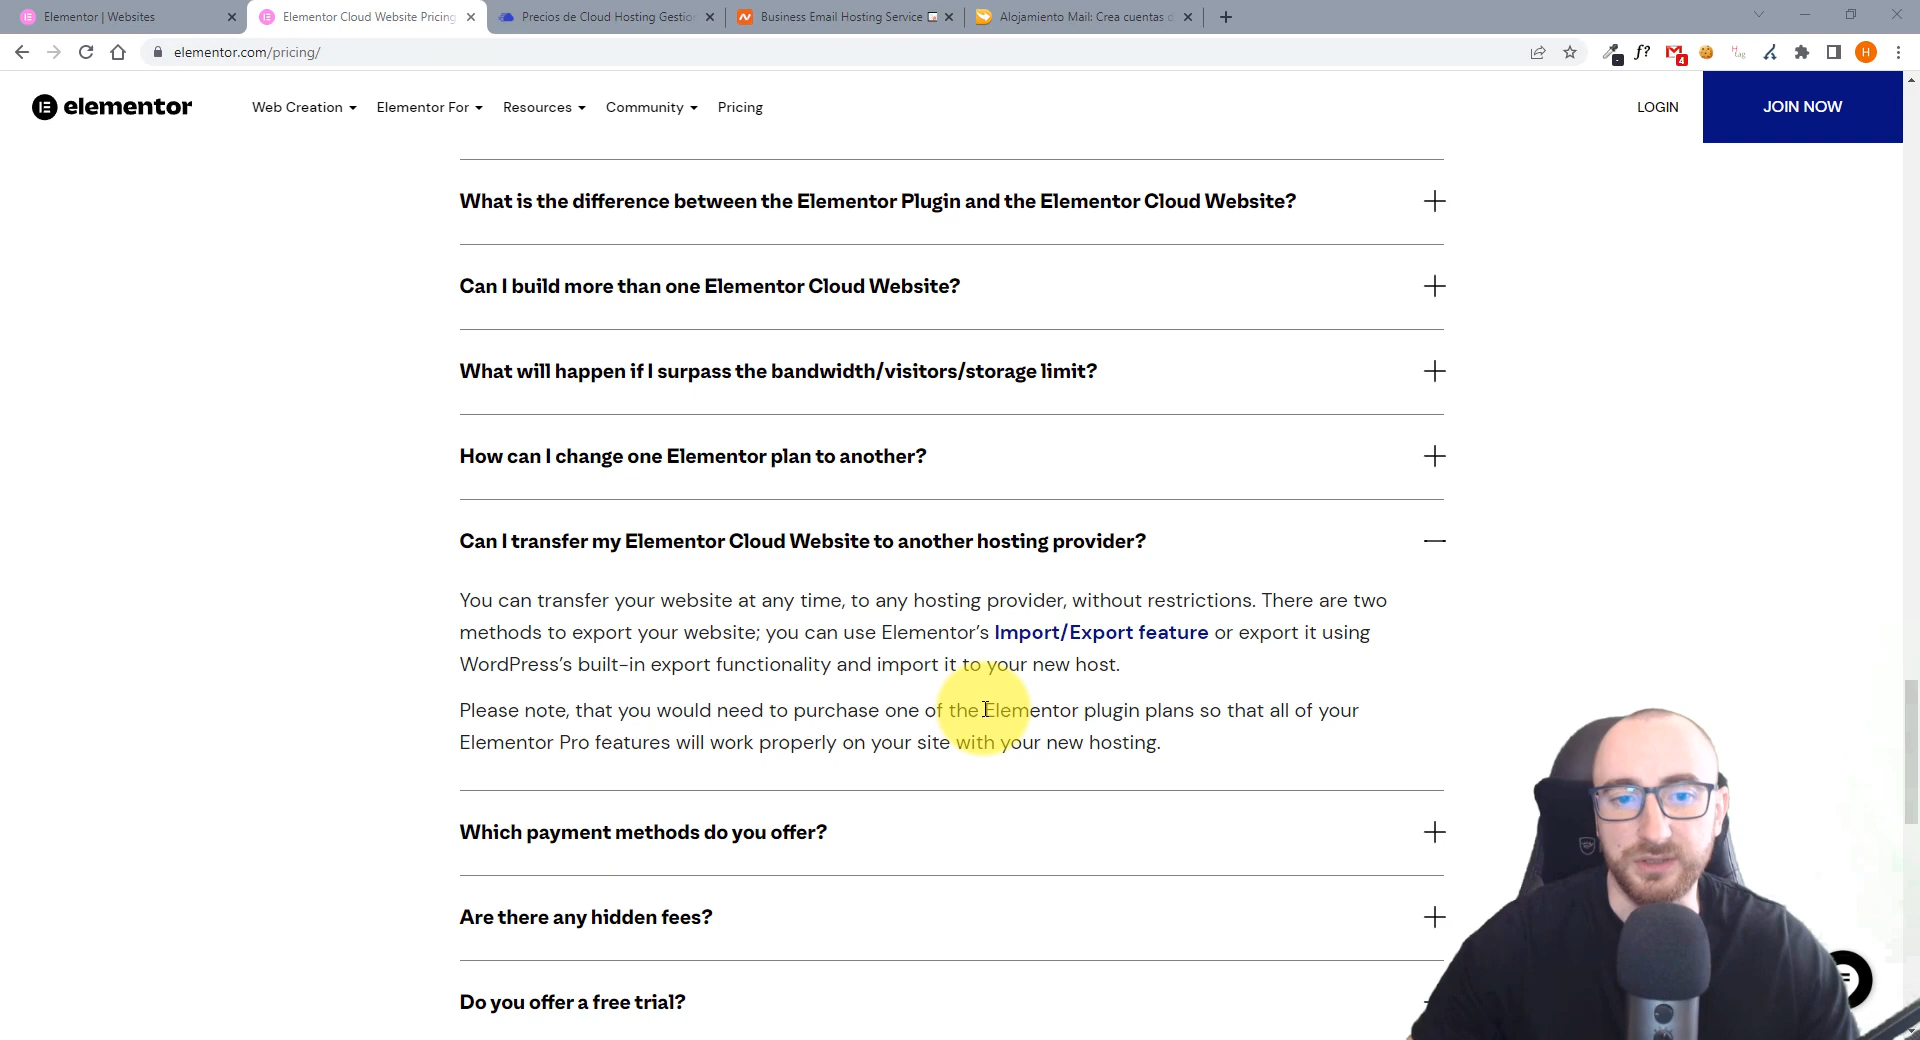 Elementor | Websites
Elementor Cloud Website Pricing
Precios de Cloud Hosting Gestion
Business Email Hosting Service
Alojamiento Mail: Crea cuentas d
elementor.com/pricing/
f?
4
H
tag
H
elementor
Web Creation
Elementor For
Resources
Community
Pricing
LOGIN
JOIN NOW
What is the difference between the Elementor Plugin and the Elementor Cloud Website?
Can I build more than one Elementor Cloud Website?
What will happen if I surpass the bandwidth/visitors/storage limit?
How can I change one Elementor plan to another?
Can I transfer my Elementor Cloud Website to another hosting provider?
You can transfer your website at any time, to any hosting provider, without restrictions. There are two
methods to export your website; you can use Elementor's Import/Export feature or export it using
WordPress's built-in export functionality and import it to your new host.
Please note, that you would need to purchase one of the Elementor plugin plans so that all of your
Elementor Pro features will work properly on your site with your new hosting.
Which payment methods do you offer?
Are there any hidden fees?
Do you offer a free trial?